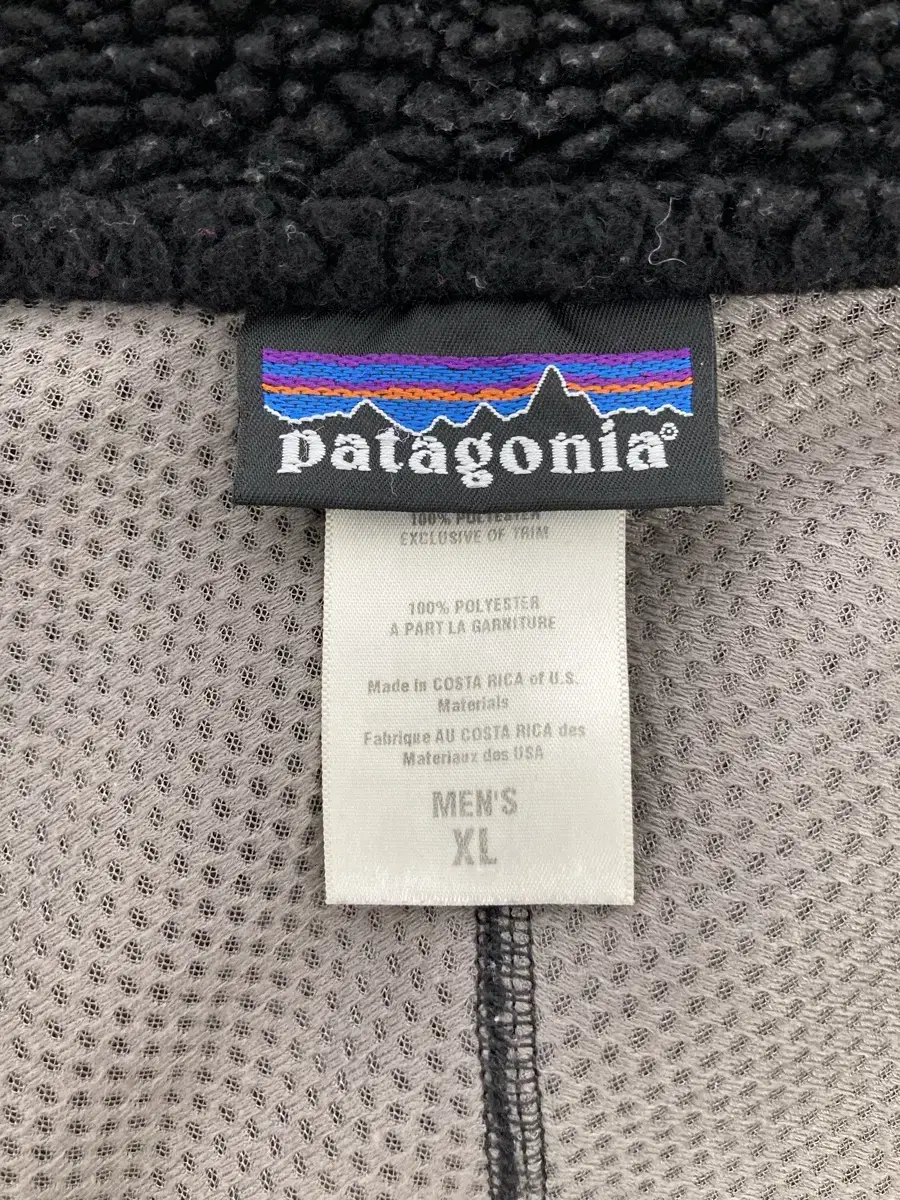 patagonia®
100% POLYESTER
EXCLUSIVE OF TRIM
100% POLYESTER
A PART LA GARNITURE
Made in COSTA RICA of U.S.
Materials
Fabrique AU COSTA RICA des
Materiaux des USA
MEN'S
XL